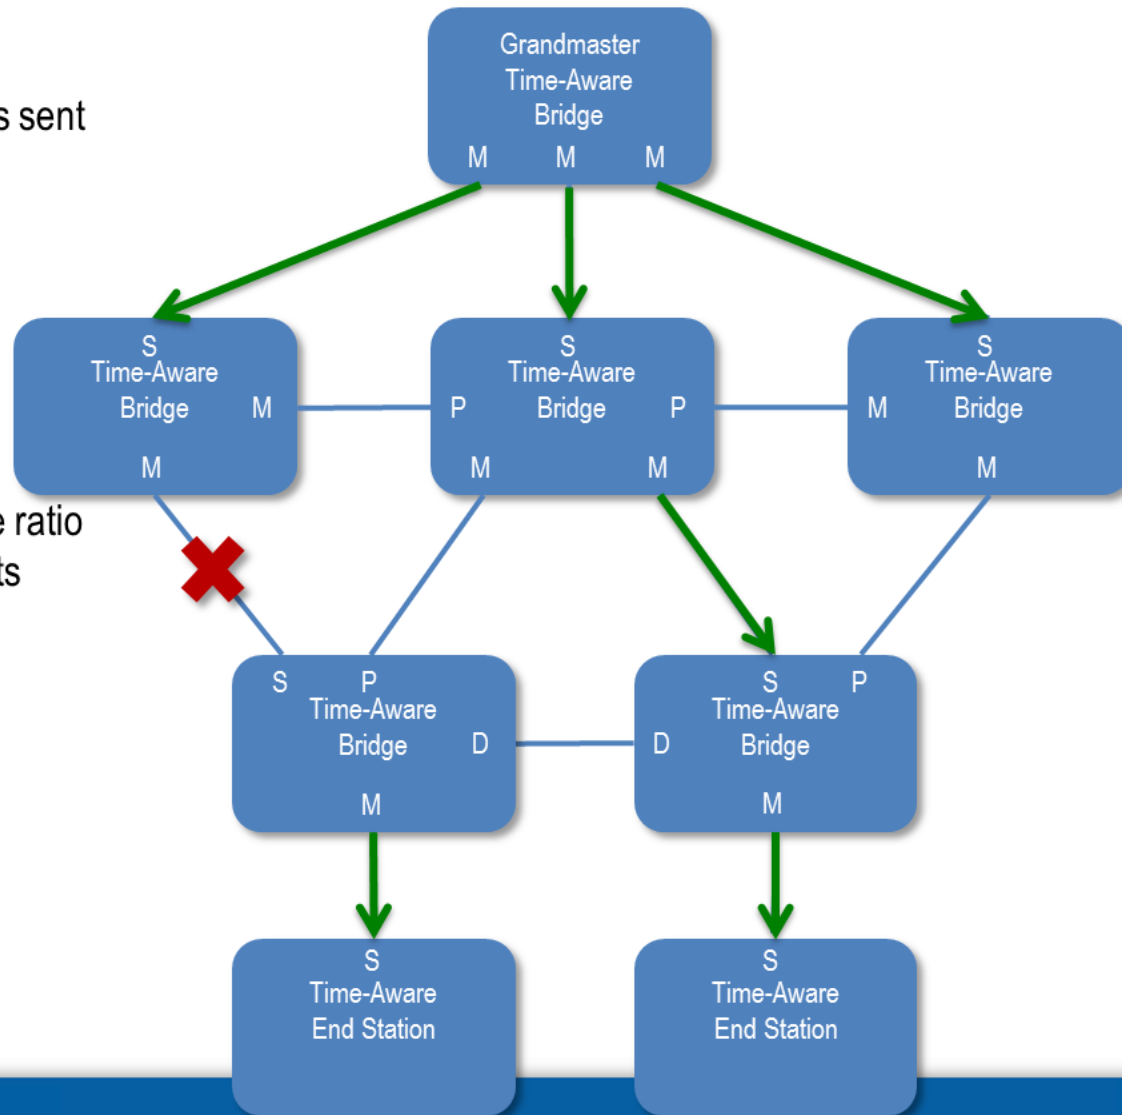 Grandmaster
Time-Aware
Bridge
M M M
s sent
S
Time-Aware
Bridge M
M
S
Time-Aware
P Bridge P
M M
S
Time-Aware
M Bridge
M
e ratio
ts
S P
Time-Aware
Bridge D
M
S P
Time-Aware
D Bridge
M
S
Time-Aware
End Station
S
Time-Aware
End Station